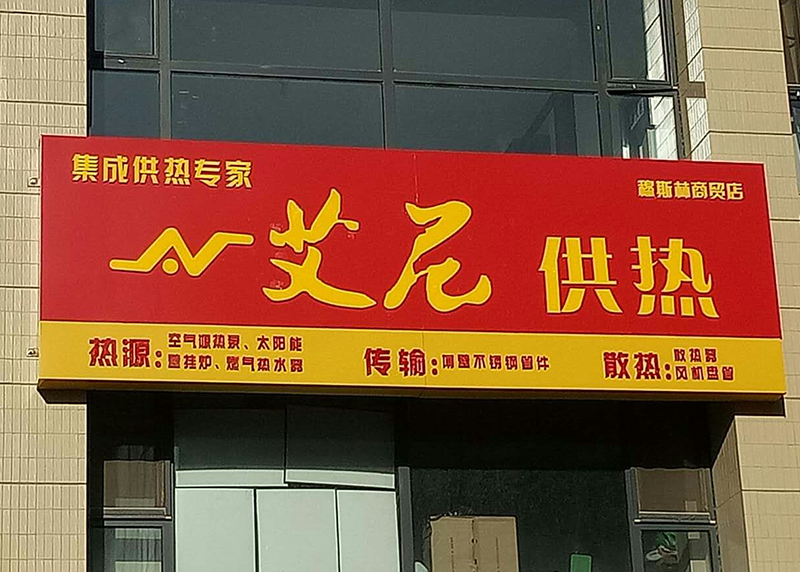 集成供热专家
穆斯林商贸店
艾尼 供热
热源:空气源热泵、太阳能
壁挂炉、燃气热水器
传输:薄壁不锈钢管件
散热:散热器
风机盘管